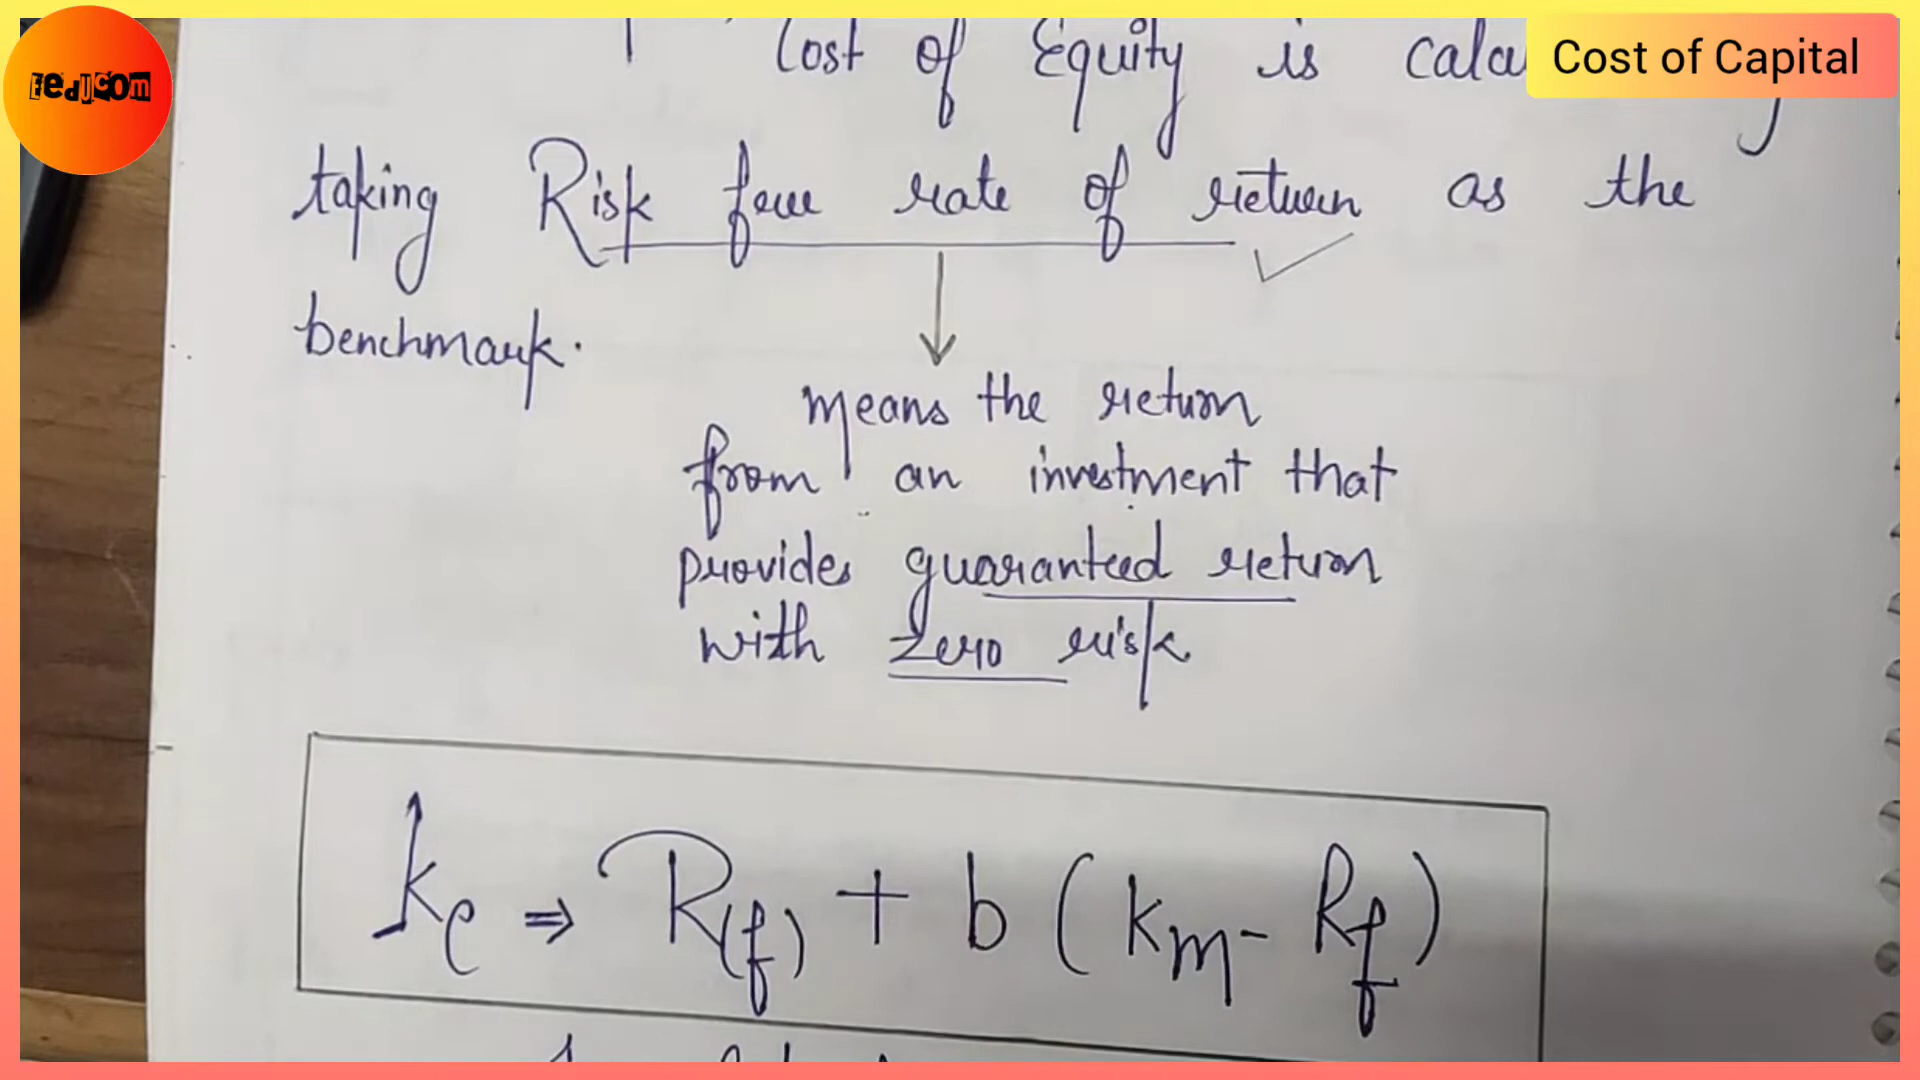 EeduCom
Cost of Capital
Cost of Equity is
taking Risk free rate of return as the
benchmark.
means the return
from an investment that
provides guaranteed return
with zero risk
ke ⇒ R(f) + b (km - Rf)